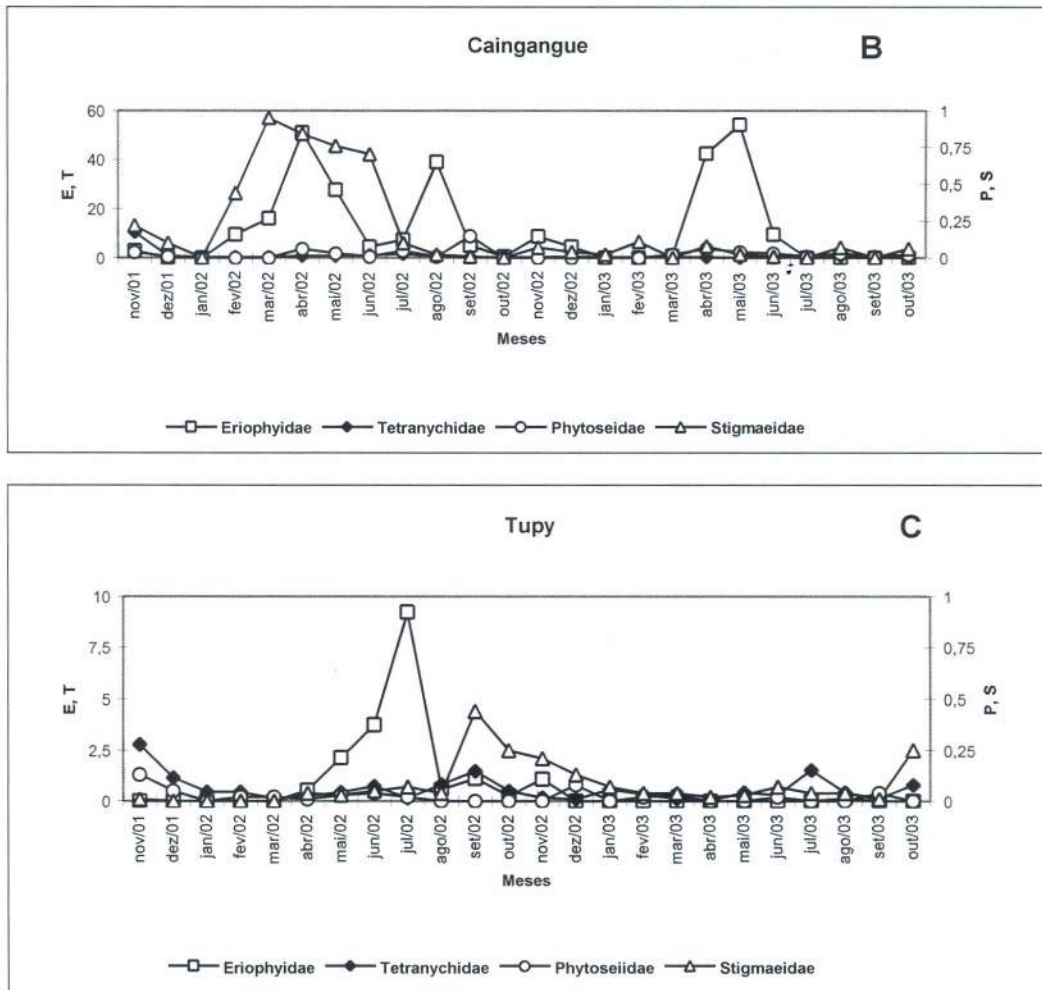 Caingangue
B
E, T
60
40
20
0
1
0,75
0,5
0,25
0
P, S
nov/01
dez/01
jan/02
fev/02
mar/02
abr/02
mai/02
jun/02
jul/02
ago/02
set/02
out/02
nov/02
dez/02
jan/03
fev/03
mar/03
abr/03
mai/03
jun/03
jul/03
ago/03
set/03
out/03
Meses
Eriophyidae Tetranychidae Phytoseidae Stigmaeidae
Tupy
C
E, T
10
7,5
5
2,5
0
1
0,75
0,5
0,25
0
P, S
nov/01
dez/01
jan/02
fev/02
mar/02
abr/02
mai/02
jun/02
jul/02
ago/02
set/02
out/02
nov/02
dez/02
jan/03
fev/03
mar/03
abr/03
mai/03
jun/03
jul/03
ago/03
set/03
out/03
Meses
Eriophyidae Tetranychidae Phytoseiidae Stigmaeidae